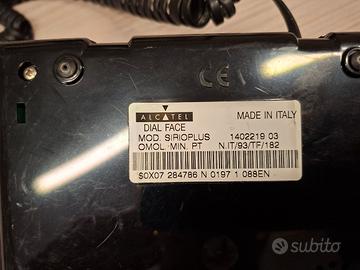 CE
ALCATEL MADE IN ITALY
DIAL FACE
MOD. SIRIOPLUS 1402219 03
OMOL MIN. PT N.IT/93/TF/182
S0X07 284786 N 0197 1 088EN
subito